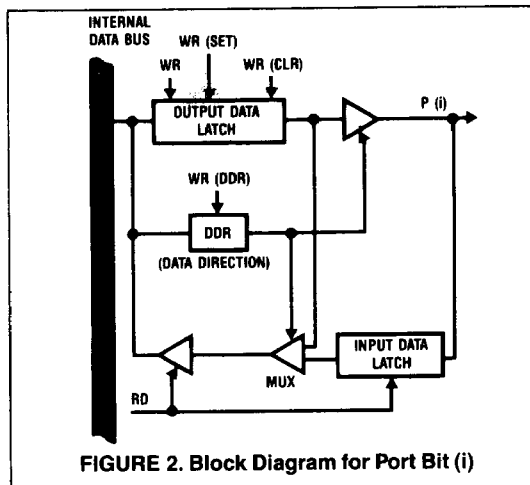 INTERNAL
DATA BUS
WR (SET)
WR
WR (CLR)
P (i)
OUTPUT DATA
LATCH
WR (DDR)
DDR
(DATA DIRECTION)
INPUT DATA
LATCH
MUX
RD
FIGURE 2. Block Diagram for Port Bit (i)